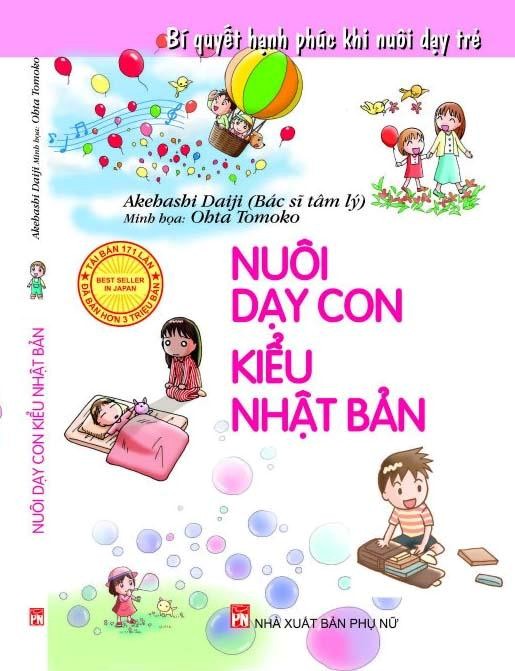 Bí quyết hạnh phúc khi nuôi dạy trẻ
Akehashi Daiji (Bác sĩ tâm lý)
Minh họa: Ohta Tomoko
TÁI BẢN 171 LẦN
BEST SELLER
IN JAPAN
ĐÃ BÁN HƠN 3 TRIỆU BẢN
NUÔI
DẠY CON
KIỂU
NHẬT BẢN
PN
NHÀ XUẤT BẢN PHỤ NỮ
Akehashi Daiji Minh họa: Ohta Tomoko
NUÔI DẠY CON KIỂU NHẬT BẢN
PN